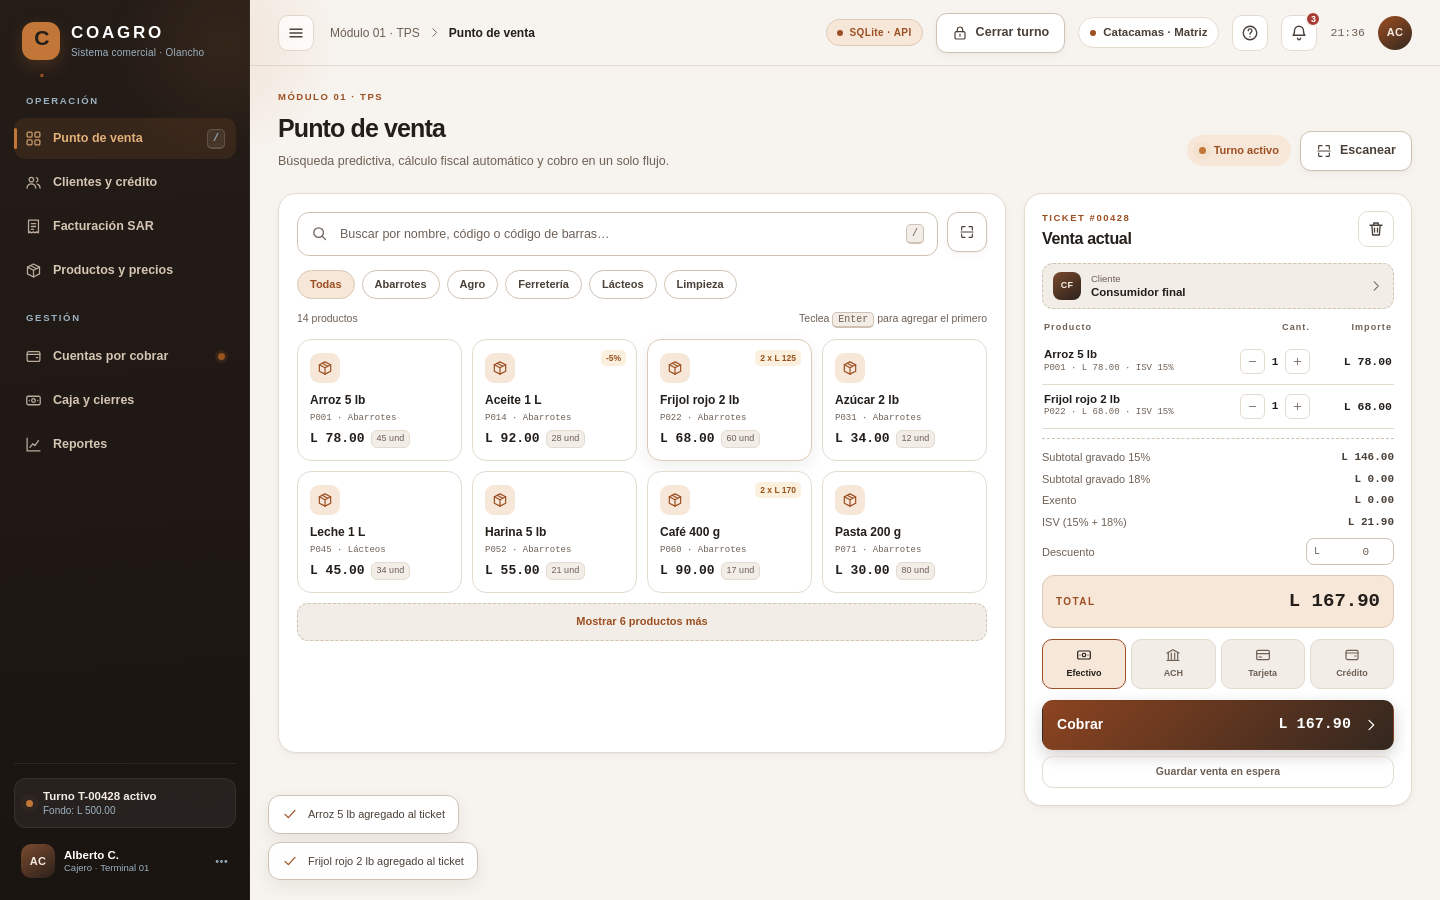 C
COAGRO
Sistema comercial · Olancho
OPERACIÓN
Punto de venta
/
Clientes y crédito
Facturación SAR
Productos y precios
GESTIÓN
Cuentas por cobrar
Caja y cierres
Reportes
Turno T-00428 activo
Fondo: L 500.00
AC
Alberto C.
Cajero · Terminal 01
Módulo 01 · TPS
Punto de venta
SQLite · API
Cerrar turno
Catacamas · Matriz
3
21:36
AC
MÓDULO 01 · TPS
Punto de venta
Búsqueda predictiva, cálculo fiscal automático y cobro en un solo flujo.
Turno activo
Escanear
Buscar por nombre, código o código de barras…
/
Todas
Abarrotes
Agro
Ferretería
Lácteos
Limpieza
14 productos
Teclea Enter para agregar el primero
Arroz 5 lb
P001 · Abarrotes
L 78.00
45 und
-5%
Aceite 1 L
P014 · Abarrotes
L 92.00
28 und
2 x L 125
Frijol rojo 2 lb
P022 · Abarrotes
L 68.00
60 und
Azúcar 2 lb
P031 · Abarrotes
L 34.00
12 und
Leche 1 L
P045 · Lácteos
L 45.00
34 und
Harina 5 lb
P052 · Abarrotes
L 55.00
21 und
2 x L 170
Café 400 g
P060 · Abarrotes
L 90.00
17 und
Pasta 200 g
P071 · Abarrotes
L 30.00
80 und
Mostrar 6 productos más
Arroz 5 lb agregado al ticket
Frijol rojo 2 lb agregado al ticket
TICKET #00428
Venta actual
CF
Cliente
Consumidor final
Producto Cant. Importe
Arroz 5 lb
P001 · L 78.00 · ISV 15%
− 1 + L 78.00
Frijol rojo 2 lb
P022 · L 68.00 · ISV 15%
− 1 + L 68.00
Subtotal gravado 15% L 146.00
Subtotal gravado 18% L 0.00
Exento L 0.00
ISV (15% + 18%) L 21.90
Descuento L 0
TOTAL L 167.90
Efectivo
ACH
Tarjeta
Crédito
Cobrar L 167.90
Guardar venta en espera